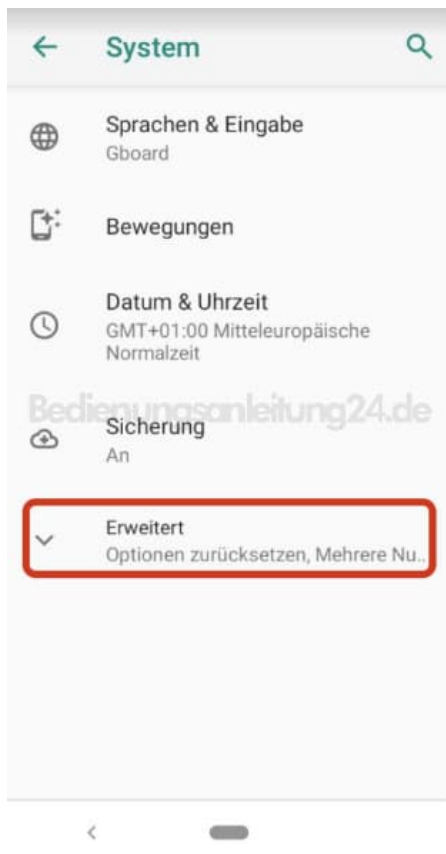 System
Sprachen & Eingabe
Gboard
Bewegungen
Datum & Uhrzeit
GMT+01:00 Mitteleuropäische
Normalzeit
Bedienungsanleitung24.de
Sicherung
An
Erweitert
Optionen zurücksetzen, Mehrere Nu..